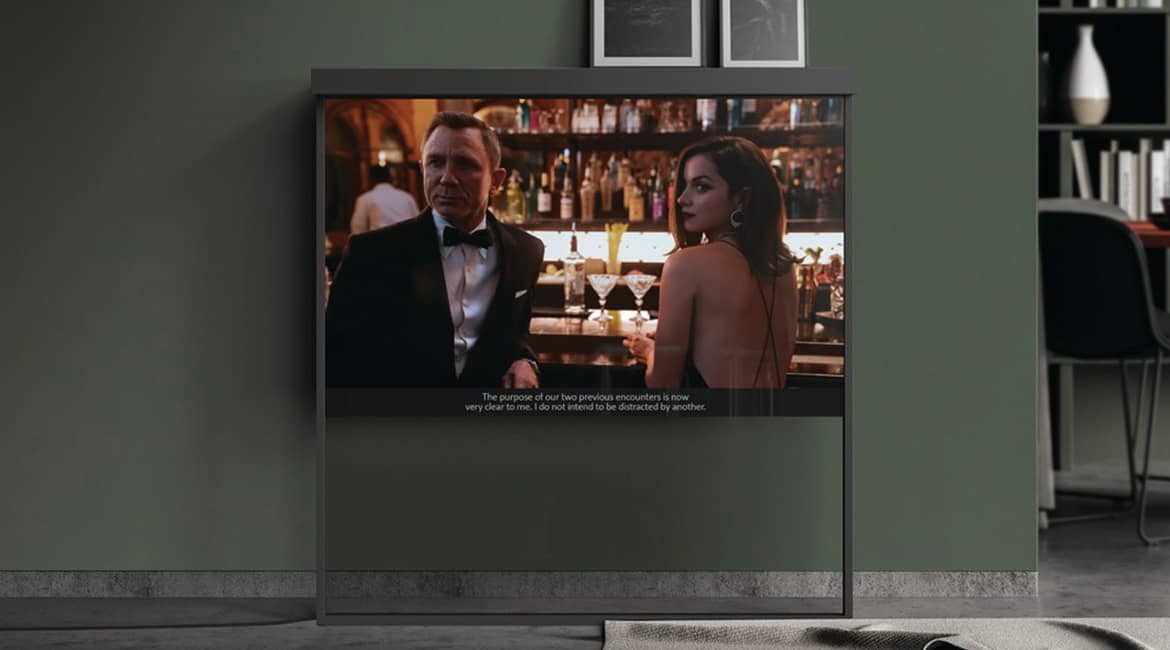 The purpose of our two previous encounters is now
very clear to me. I do not intend to be distracted by another.